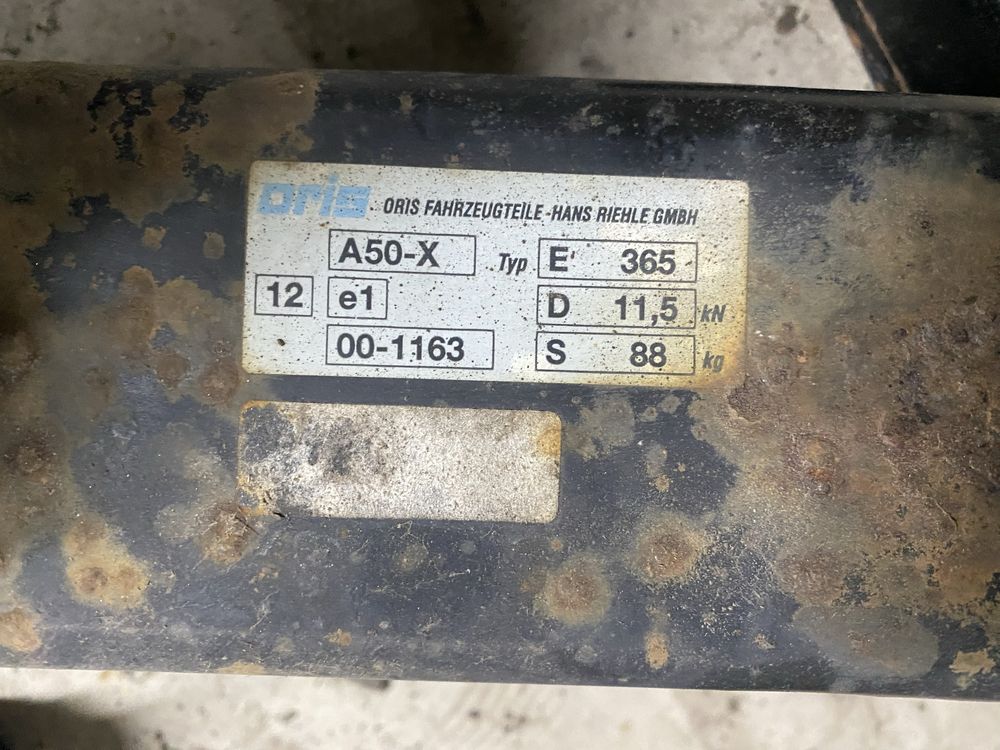 oris ORIS FAHRZEUGTEILE-HANS RIEHLE GMBH
A50-X Typ E 365
12 e1 D 11,5 kN
00-1163 S 88 kg